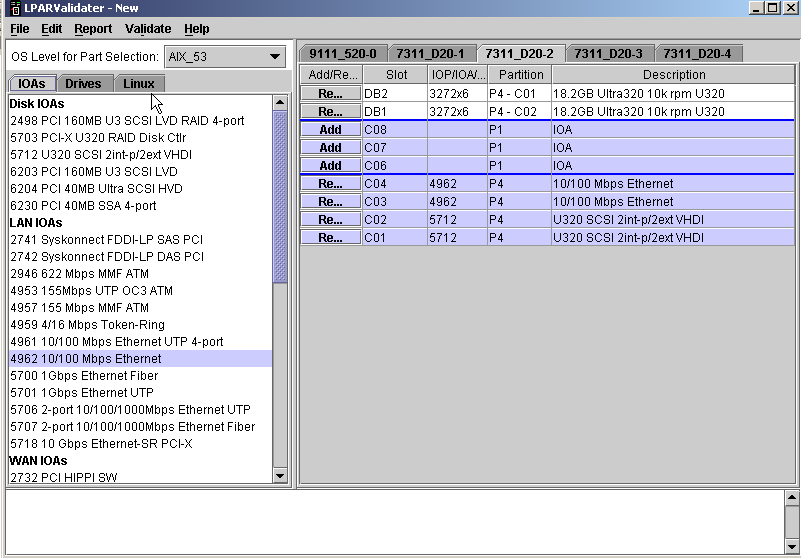 LPARValidater - New
File Edit Report Validate Help
OS Level for Part Selection: AIX_53
IOAs Drives Linux
Disk IOAs
2498 PCI 160MB U3 SCSI LVD RAID 4-port
5703 PCI-X U320 RAID Disk Ctlr
5712 U320 SCSI 2int-p/2ext VHDI
6203 PCI 160MB U3 SCSI LVD
6204 PCI 40MB Ultra SCSI HVD
6230 PCI 40MB SSA 4-port
LAN IOAs
2741 Syskonnect FDDI-LP SAS PCI
2742 Syskonnect FDDI-LP DAS PCI
2946 622 Mbps MMF ATM
4953 155Mbps UTP OC3 ATM
4957 155 Mbps MMF ATM
4959 4/16 Mbps Token-Ring
4961 10/100 Mbps Ethernet UTP 4-port
4962 10/100 Mbps Ethernet
5700 1Gbps Ethernet Fiber
5701 1Gbps Ethernet UTP
5706 2-port 10/100/1000Mbps Ethernet UTP
5707 2-port 10/100/1000Mbps Ethernet Fiber
5718 10 Gbps Ethernet-SR PCI-X
WAN IOAs
2732 PCI HIPPI SW
9111_520-0 7311_D20-1 7311_D20-2 7311_D20-3 7311_D20-4
Add/Re... Slot IOP/IOA/... Partition Description
Re... DB2 3272x6 P4 - C01 18.2GB Ultra320 10k rpm U320
Re... DB1 3272x6 P4 - C02 18.2GB Ultra320 10k rpm U320
Add C08 P1 IOA
Add C07 P1 IOA
Add C06 P1 IOA
Re... C04 4962 P4 10/100 Mbps Ethernet
Re... C03 4962 P4 10/100 Mbps Ethernet
Re... C02 5712 P4 U320 SCSI 2int-p/2ext VHDI
Re... C01 5712 P4 U320 SCSI 2int-p/2ext VHDI